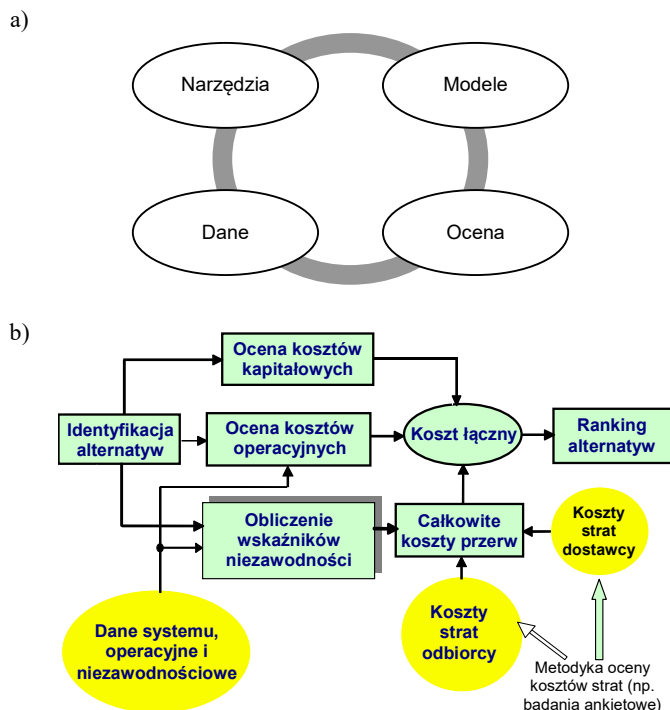 a)
Narzędzia
Modele
Dane
Ocena
b)
Ocena kosztów
kapitałowych
Identyfikacja
alternatyw
Ocena kosztów
operacyjnych
Koszt łączny
Ranking
alternatyw
Obliczenie
wskaźników
niezawodności
Całkowite
koszty przerw
Koszty
strat
dostawcy
Dane systemu,
operacyjne i
niezawodnościowe
Koszty
strat
odbiorcy
Metodyka oceny
kosztów strat (np.
badania ankietowe)